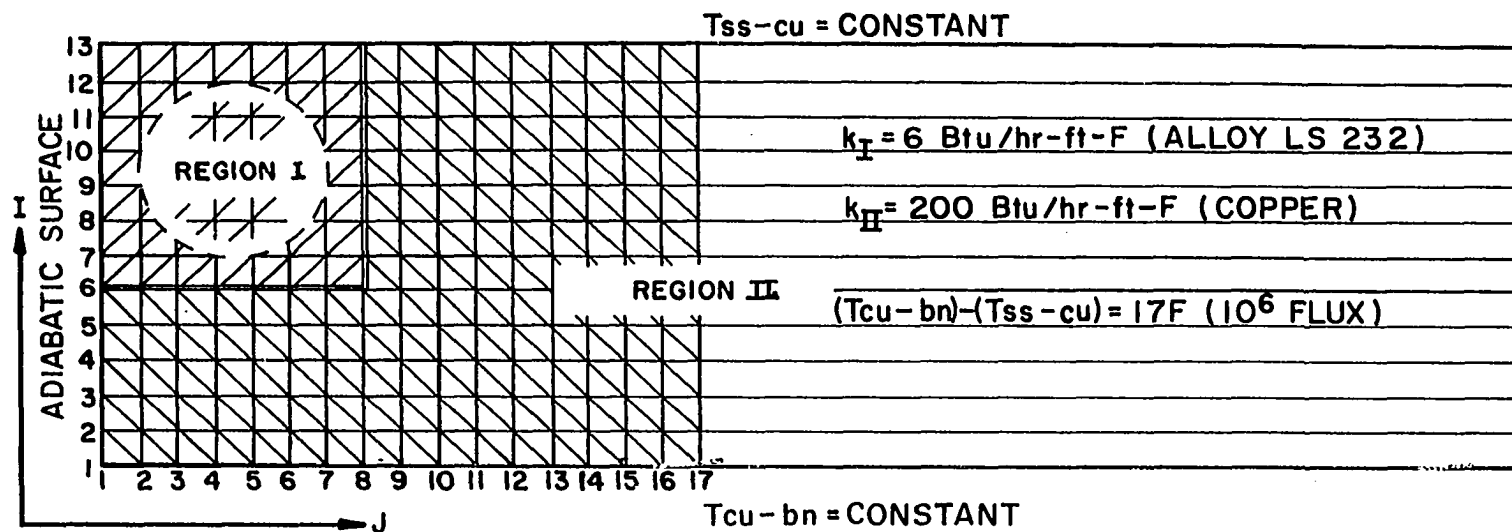 Tss-cu = CONSTANT
13
12
11
10
9
8
7
6
5
4
3
2
1
ADIABATIC SURFACE
I
REGION I
k_I = 6 Btu/hr-ft-F (ALLOY LS 232)
k_II = 200 Btu/hr-ft-F (COPPER)
REGION II
(Tcu-bn)-(Tss-cu) = 17F (10⁶ FLUX)
1 2 3 4 5 6 7 8 9 10 11 12 13 14 15 16 17
J
Tcu-bn = CONSTANT